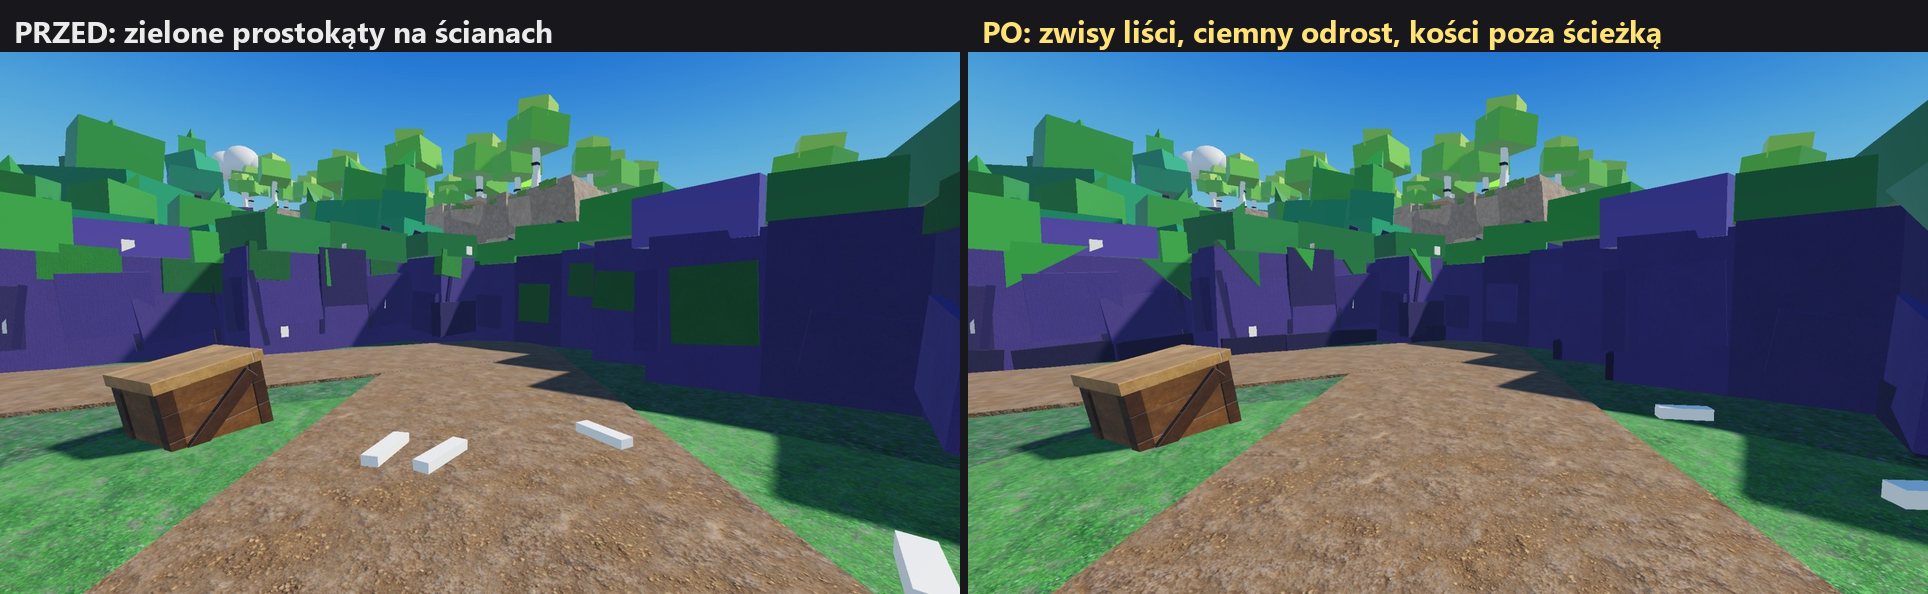 PRZED: zielone prostokąty na ścianach
PO: zwisy liści, ciemny odrost, kości poza ścieżką